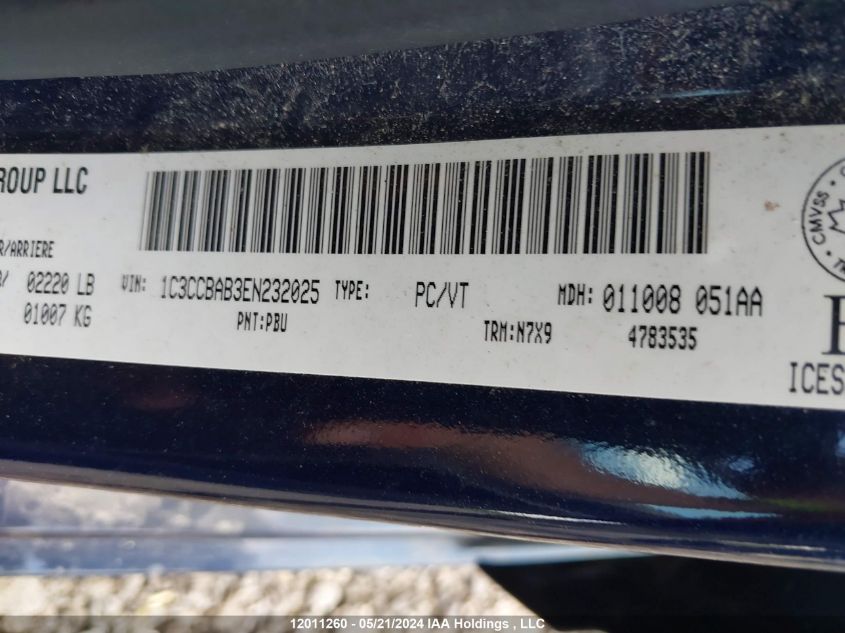 ROUP LLC
R/ARRIERE
02220 LB
01007 KG
VIN: 1C3CCBAB3EN232025 TYPE: PC/VT MDH: 011008 051AA
PNT:PBU TRM:N7X9 4783535
CMVSS
ICES
12011260 - 05/21/2024 IAA Holdings , LLC